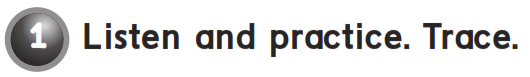 1 Listen and practice. Trace.